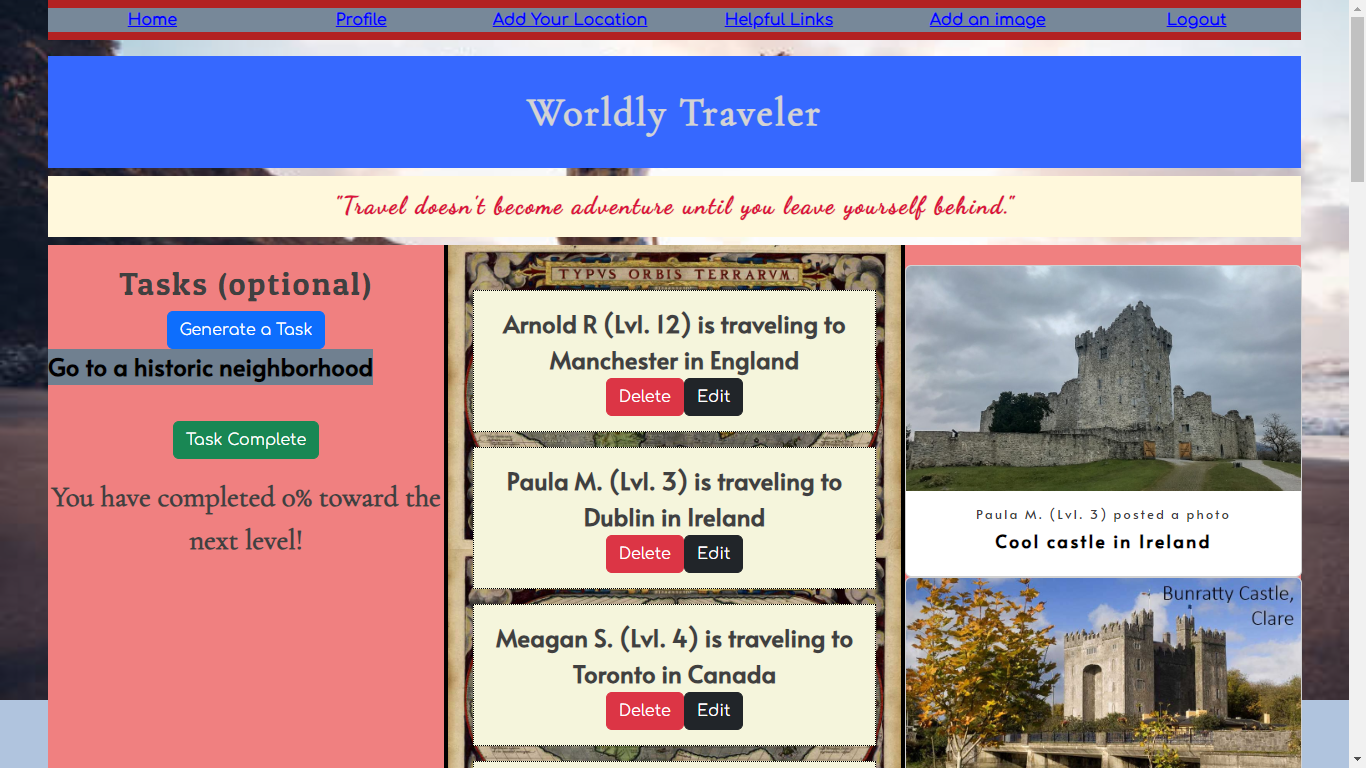 Home Profile Add Your Location Helpful Links Add an image Logout
Worldly Traveler
"Travel doesn't become adventure until you leave yourself behind."
Tasks (optional)
Generate a Task
Go to a historic neighborhood
Task Complete
You have completed 0% toward the
next level!
TYPVS ORBIS TERRARVM.
Arnold R (Lvl. 12) is traveling to
Manchester in England
Delete Edit
Paula M. (Lvl. 3) is traveling to
Dublin in Ireland
Delete Edit
Meagan S. (Lvl. 4) is traveling to
Toronto in Canada
Delete Edit
Paula M. (Lvl. 3) posted a photo
Cool castle in Ireland
Bunratty Castle,
Clare